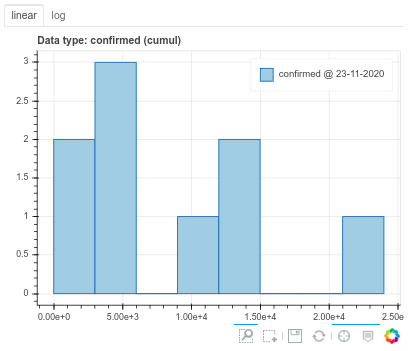 linear log
Data type: confirmed (cumul)
confirmed @ 23-11-2020
3
2.5
2
1.5
1
0.5
0
0.00e+0 5.00e+3 1.00e+4 1.50e+4 2.00e+4 2.50e